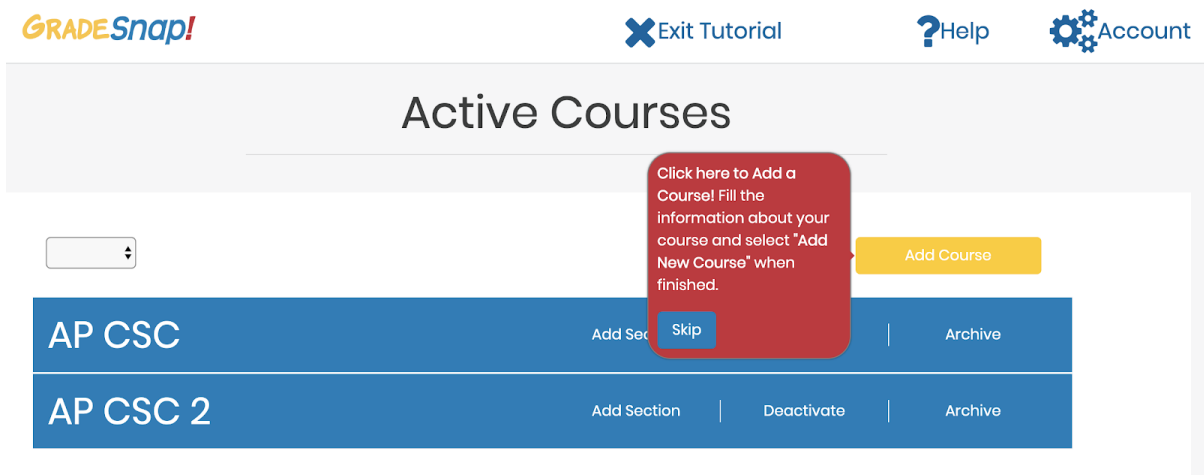 GRADESnap!
Exit Tutorial
?Help
Account
Active Courses
Click here to Add a
Course! Fill the
information about your
course and select "Add
New Course" when
finished.
Skip
Add Course
AP CSC
Archive
AP CSC 2
Add Section
Deactivate
Archive